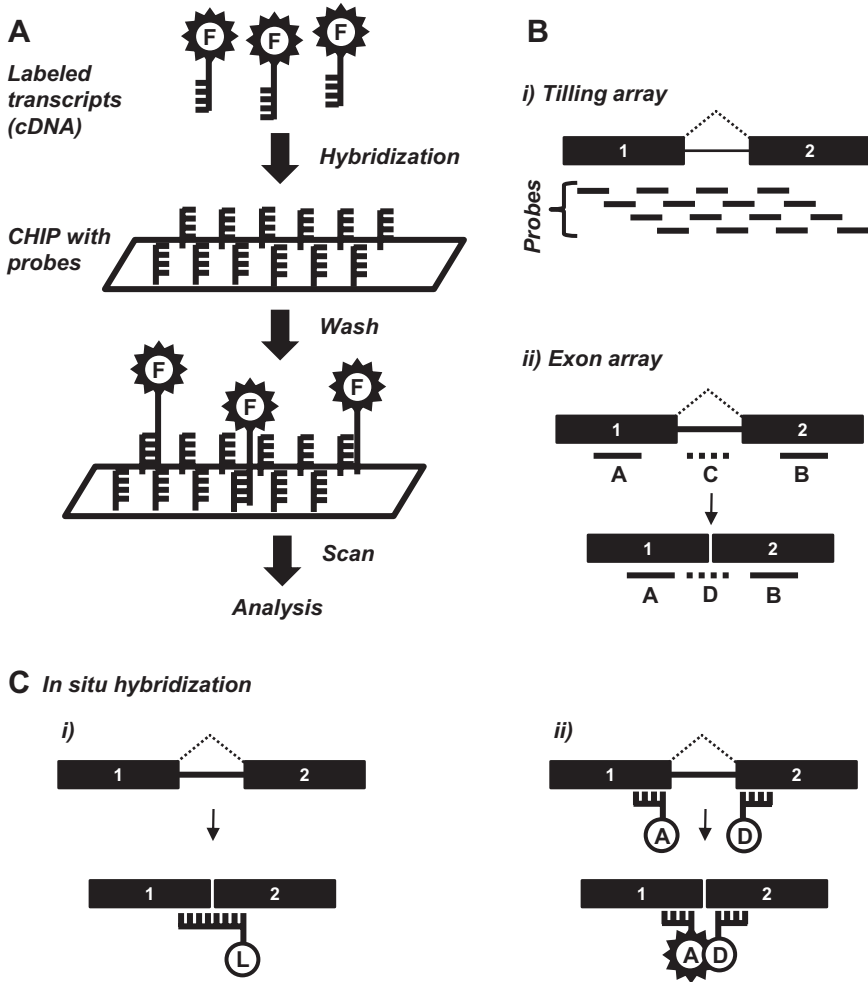 A
F F F
Labeled
transcripts
(cDNA)
Hybridization
CHIP with
probes
Wash
F F F
Scan
Analysis
B
i) Tilling array
1 2
Probes
ii) Exon array
1 2
A C B
1 2
A D B
C In situ hybridization
i)
1 2
1 2
L
ii)
1 2
A D
1 2
A D